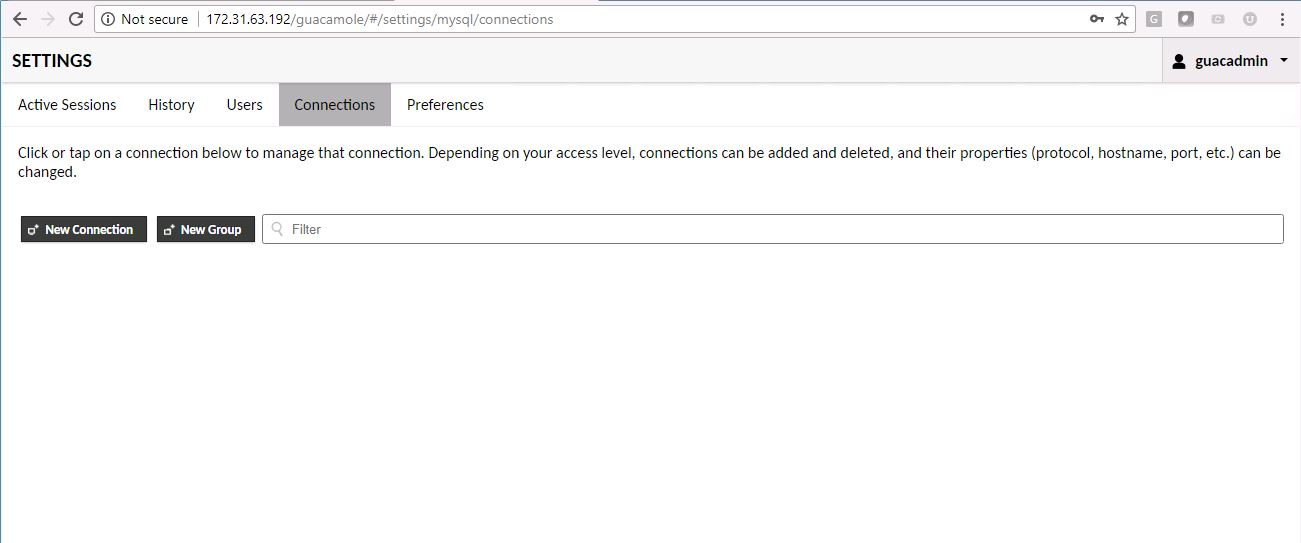 Not secure 172.31.63.192/guacamole/#/settings/mysql/connections
SETTINGS guacadmin
Active Sessions History Users Connections Preferences
Click or tap on a connection below to manage that connection. Depending on your access level, connections can be added and deleted, and their properties (protocol, hostname, port, etc.) can be
changed.
New Connection New Group Filter